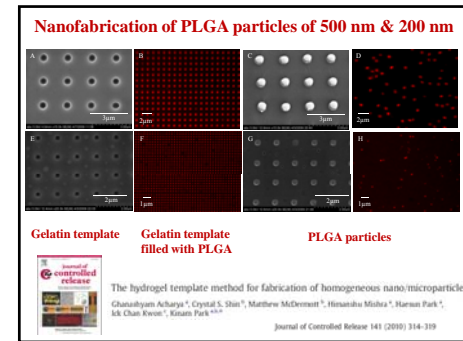 Nanofabrication of PLGA particles of 500 nm & 200 nm
A
B
C
D
3µm
2µm
3µm
2µm
E
F
G
H
2µm
1µm
2µm
1µm
Gelatin template
Gelatin template
filled with PLGA
PLGA particles
Journal of
controlled
release
The hydrogel template method for fabrication of homogeneous nano/microparticle
Ghanashyam Acharya ᵃ, Crystal S. Shin ᵇ, Matthew McDermott ᵇ, Himanshu Mishra ᵃ, Haesun Park ᵃ,
Ick Chan Kwon ᶜ, Kinam Park ᵃ,ᵇ,*
Journal of Controlled Release 141 (2010) 314–319